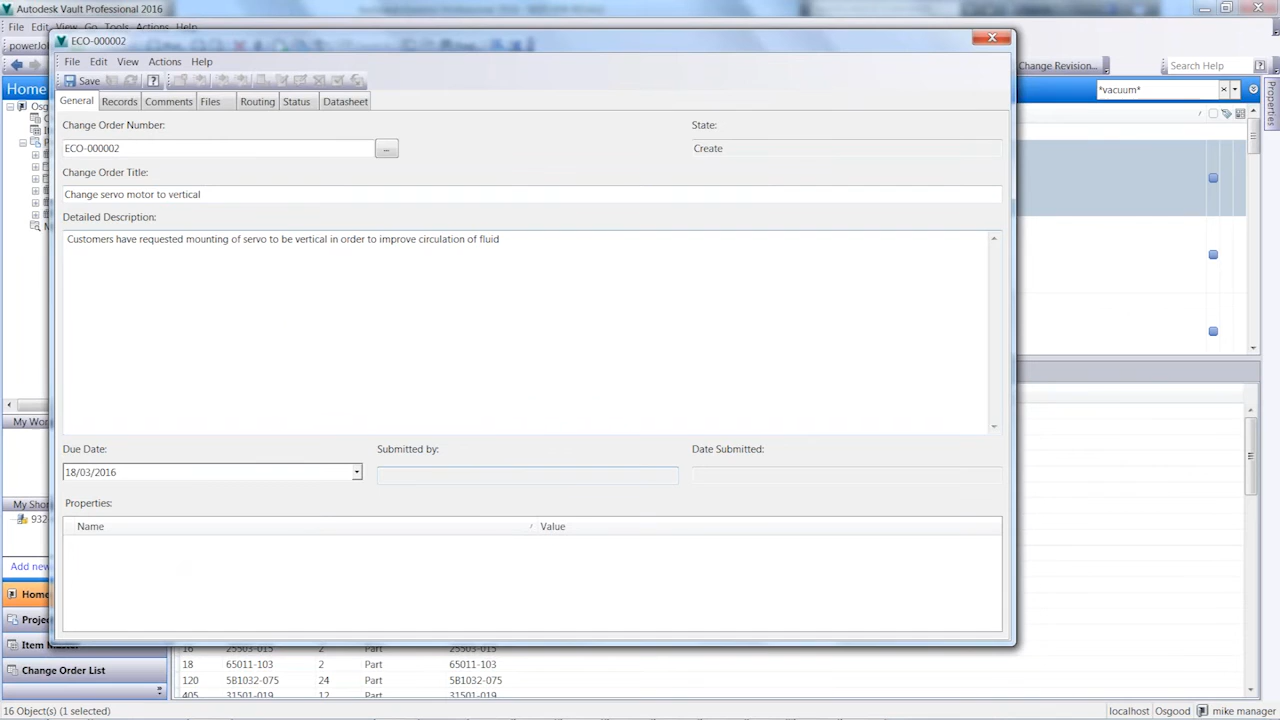 Autodesk Vault Professional 2016
File Edit View Go Tools Actions Help
ECO-000002
File Edit View Actions Help
Save
General Records Comments Files Routing Status Datasheet
Change Order Number:
ECO-000002
...
State:
Create
Change Order Title:
Change servo motor to vertical
Detailed Description:
Customers have requested mounting of servo to be vertical in order to improve circulation of fluid
Due Date:
18/03/2016
Submitted by:
Date Submitted:
Properties:
Name Value
Change Revision...
Search Help
Home
*vacuum*
Properties
My Wor
My Sho
932
Add new
Home
Proje
Item Ma
Change Order List
16 25503-015 2 Part 25503-015
18 65011-103 2 Part 65011-103
120 5B1032-075 24 Part 5B1032-075
405 31501-019 12 Part 31501-019
16 Object(s) (1 selected)
localhost Osgood mike manager